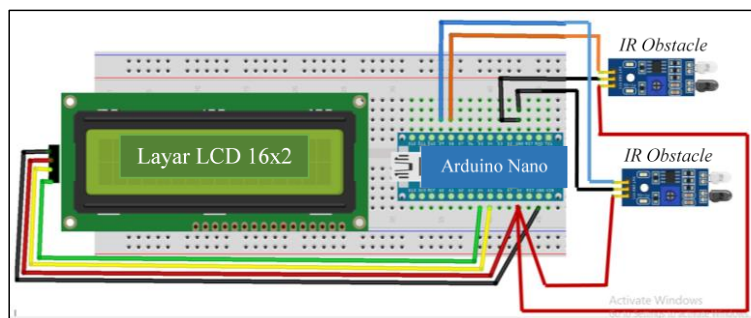 IR Obstacle
Layar LCD 16x2
Arduino Nano
IR Obstacle
Activate Windows